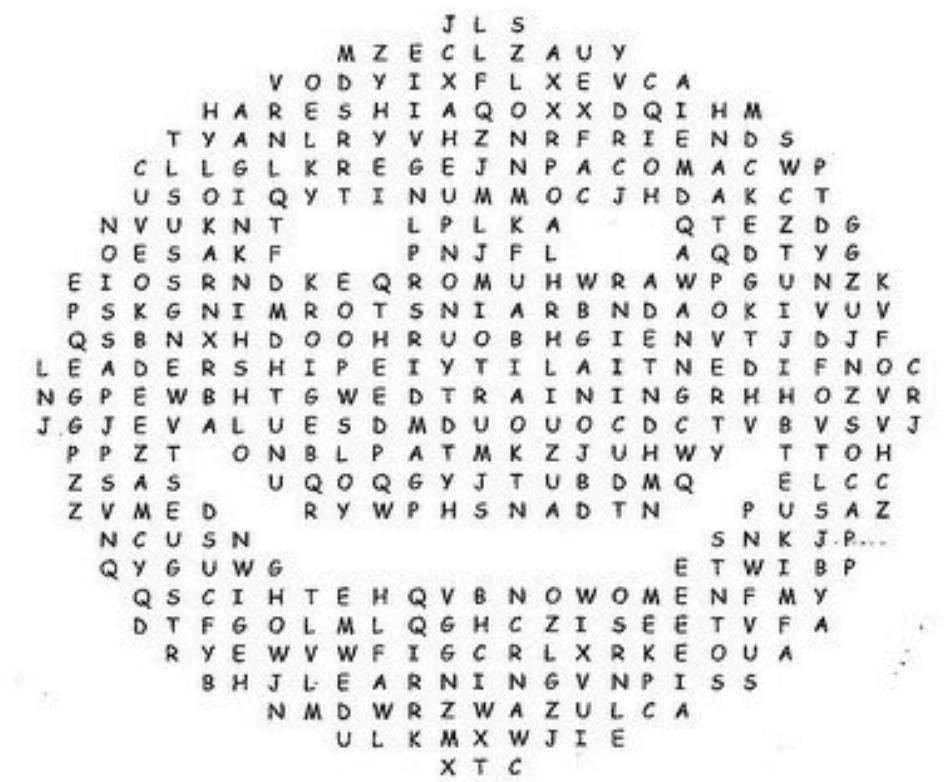 J L S
M Z E C L Z A U Y
V O D Y I X F L X E V C A
H A R E S H I A Q O X X D Q I H M
T Y A N L R Y V H Z N R F R I E N D S
C L L G L K R E G E J N P A C O M A C W P
U S O I Q Y T I N U M M O C J H D A K C T
N V U K N T L P L K A Q T E Z D G
O E S A K F P N J F L A Q D T Y G
E I O S R N D K E Q R O M U H W R A W P G U N Z K
P S K G N I M R O T S N I A R B N D A O K I V U V
Q S B N X H D O O H R U O B H G I E N V T J D J F
L E A D E R S H I P E I Y T I L A I T N E D I F N O C
N G P E W B H T G W E D T R A I N I N G R H H O Z V R
J G J E V A L U E S D M D U O U O C D C T V B V S V J
P P Z T O N B L P A T M K Z J U H W Y T T O H
Z S A S U Q O Q G Y J T U B D M Q E L C C
Z V M E D R Y W P H S N A D T N P U S A Z
N C U S N S N K J P
Q Y G U W G E T W I B P
Q S C I H T E H Q V B N O W O M E N F M Y
D T F G O L M L Q G H C Z I S E E T V F A
R Y E W V W F I G C R L X R K E O U A
B H J L E A R N I N G V N P I S S
N M D W R Z W A Z U L C A
U L K M X W J I E
X T C